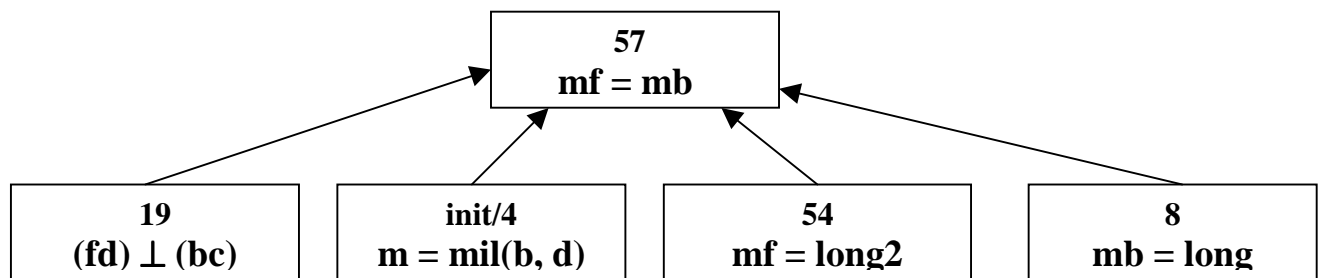 57
mf = mb
19
(fd) ⊥ (bc)
init/4
m = mil(b, d)
54
mf = long2
8
mb = long